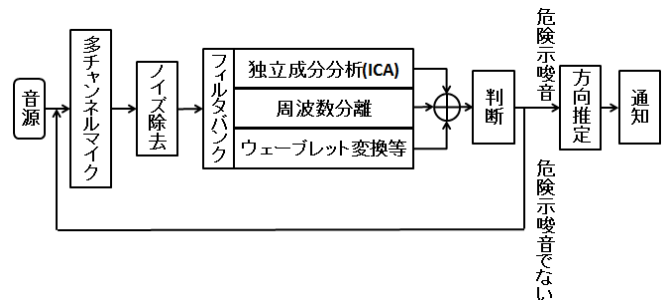 音源
多チャンネルマイク
ノイズ除去
フィルタバンク
独立成分分析(ICA)
周波数分離
ウェーブレット変換等
判断
危険示唆音
方向推定
通知
危険示唆音でない